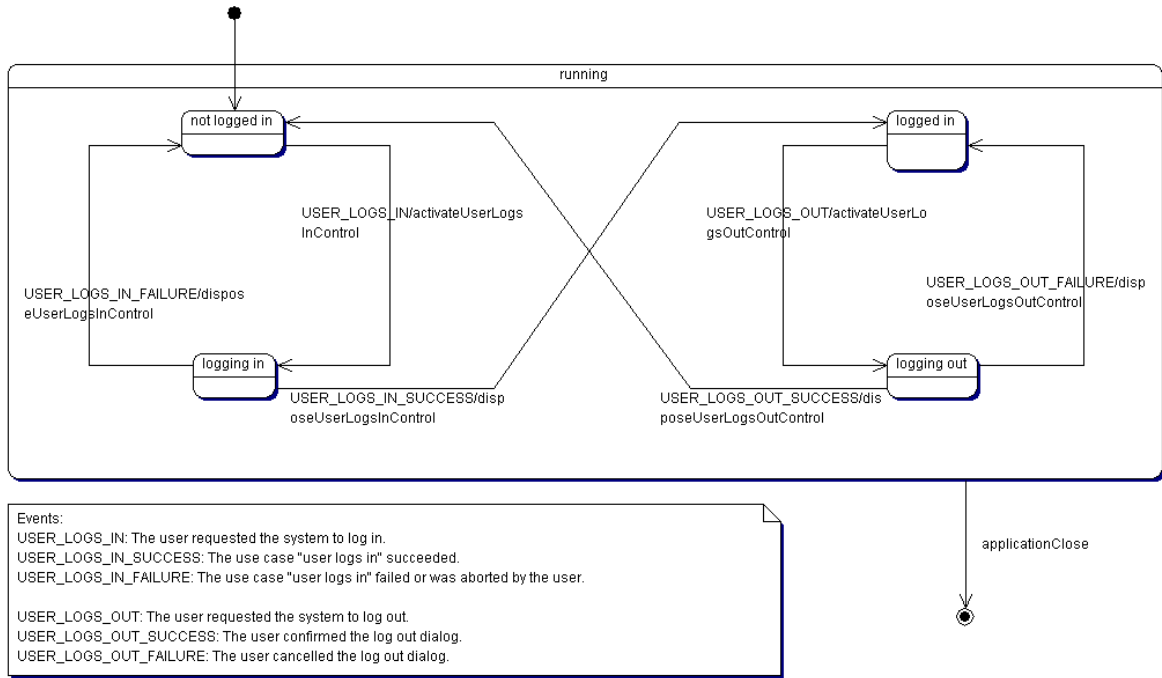 running
not logged in
logged in
USER_LOGS_IN/activateUserLogs
InControl
USER_LOGS_OUT/activateUserLo
gsOutControl
USER_LOGS_IN_FAILURE/dispos
eUserLogsInControl
USER_LOGS_OUT_FAILURE/disp
oseUserLogsOutControl
logging in
logging out
USER_LOGS_IN_SUCCESS/disp
oseUserLogsInControl
USER_LOGS_OUT_SUCCESS/dis
poseUserLogsOutControl
Events:
USER_LOGS_IN: The user requested the system to log in.
USER_LOGS_IN_SUCCESS: The use case "user logs in" succeeded.
USER_LOGS_IN_FAILURE: The use case "user logs in" failed or was aborted by the user.
USER_LOGS_OUT: The user requested the system to log out.
USER_LOGS_OUT_SUCCESS: The user confirmed the log out dialog.
USER_LOGS_OUT_FAILURE: The user cancelled the log out dialog.
applicationClose